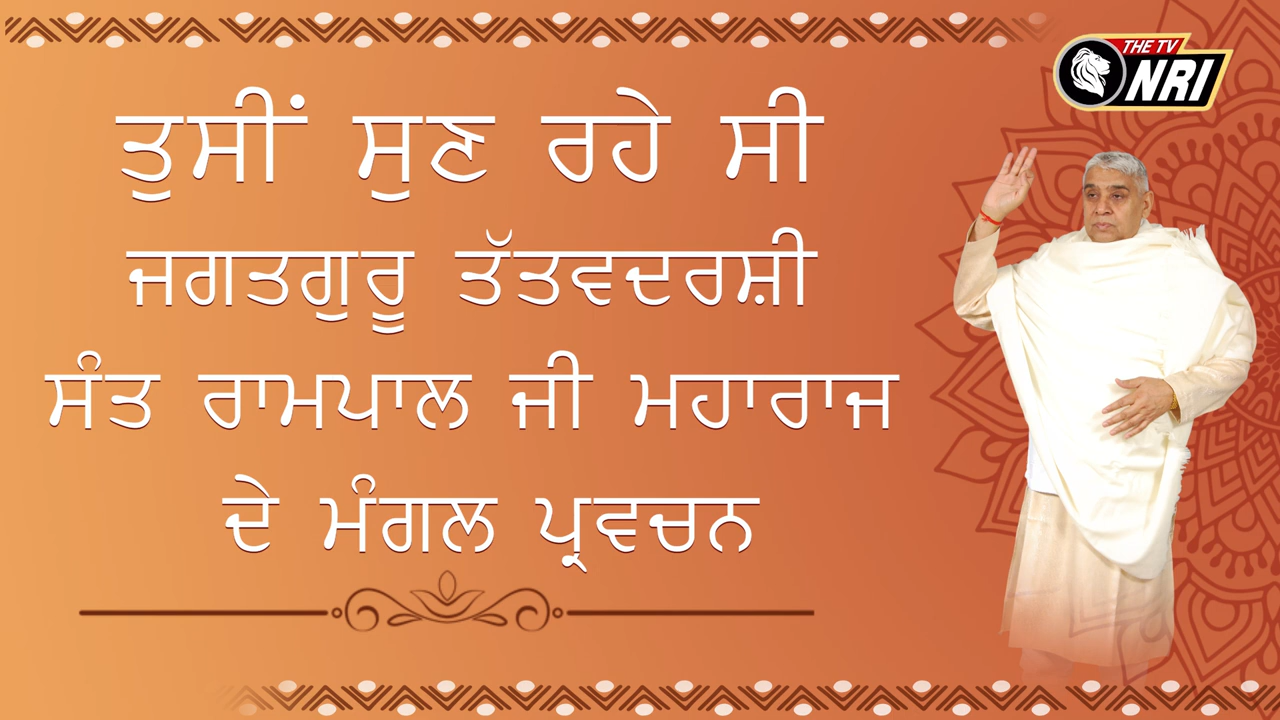 THE TV
NRI
ਤੁਸੀਂ ਸੁਣ ਰਹੇ ਸੀ
ਜਗਤਗੁਰੂ ਤੱਤਵਦਰਸ਼ੀ
ਸੰਤ ਰਾਮਪਾਲ ਜੀ ਮਹਾਰਾਜ
ਦੇ ਮੰਗਲ ਪ੍ਰਵਚਨ